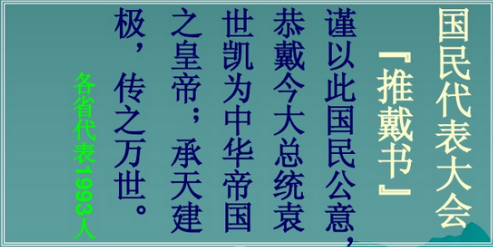 国民代表大会
『推戴书』
谨以此国民公意，
恭戴今大总统袁
世凯为中华帝国
之皇帝；承天建
极，传之万世。
各省代表1993人